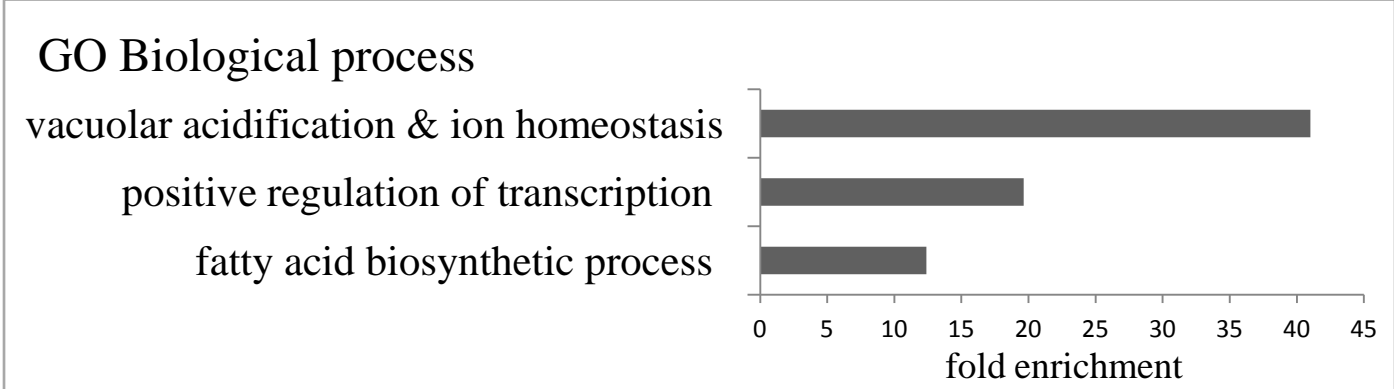 GO Biological process
vacuolar acidification & ion homeostasis
positive regulation of transcription
fatty acid biosynthetic process
0 5 10 15 20 25 30 35 40 45
fold enrichment